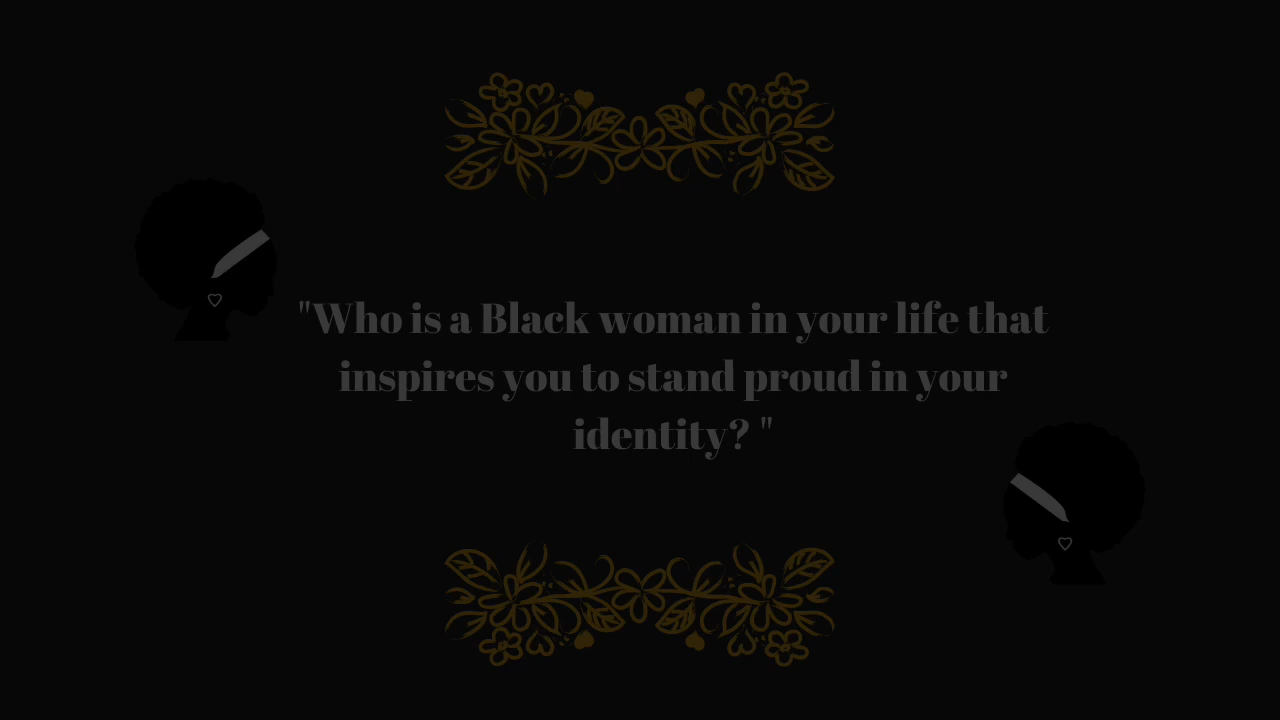 "Who is a Black woman in your life that
inspires you to stand proud in your
identity? "